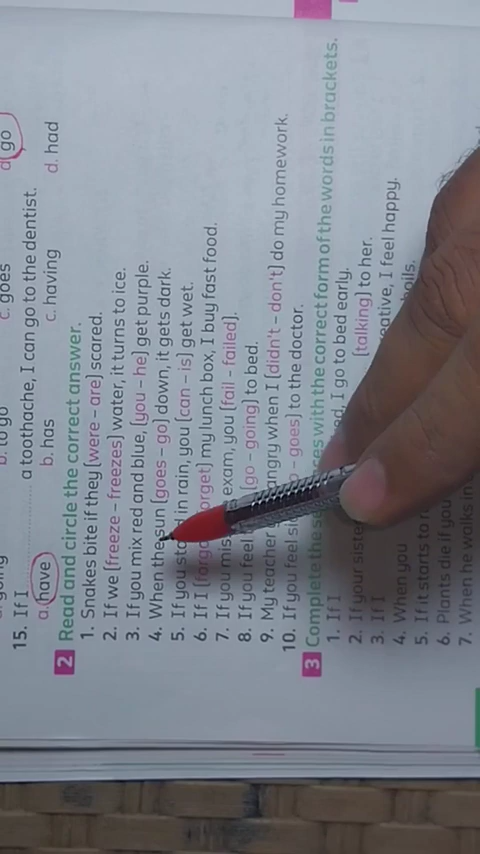 d. go
b. to go
c. goes
15. If I ............ a toothache, I can go to the dentist.
a. have b. has c. having d. had
2 Read and circle the correct answer.
1. Snakes bite if they [were – are] scared.
2. If we [freeze – freezes] water, it turns to ice.
3. If you mix red and blue, [you – he] get purple.
4. When the sun [goes – go] down, it gets dark.
5. If you in rain, you [can – is] get wet.
6. If I my lunch box, I buy fast food.
7. If you exam, you [fail – failed].
8. If you feel [go – going] to bed.
9. My teacher angry when I [didn't – don't] do my homework.
10. If you feel – goes] to the doctor.
3 Complete the with the correct form of the words in brackets.
1. If I I go to bed early.
2. If your [talking] to her.
3. If I I feel happy.
4. When you
5. If it starts to
6. Plants die if you
7. When he walks in